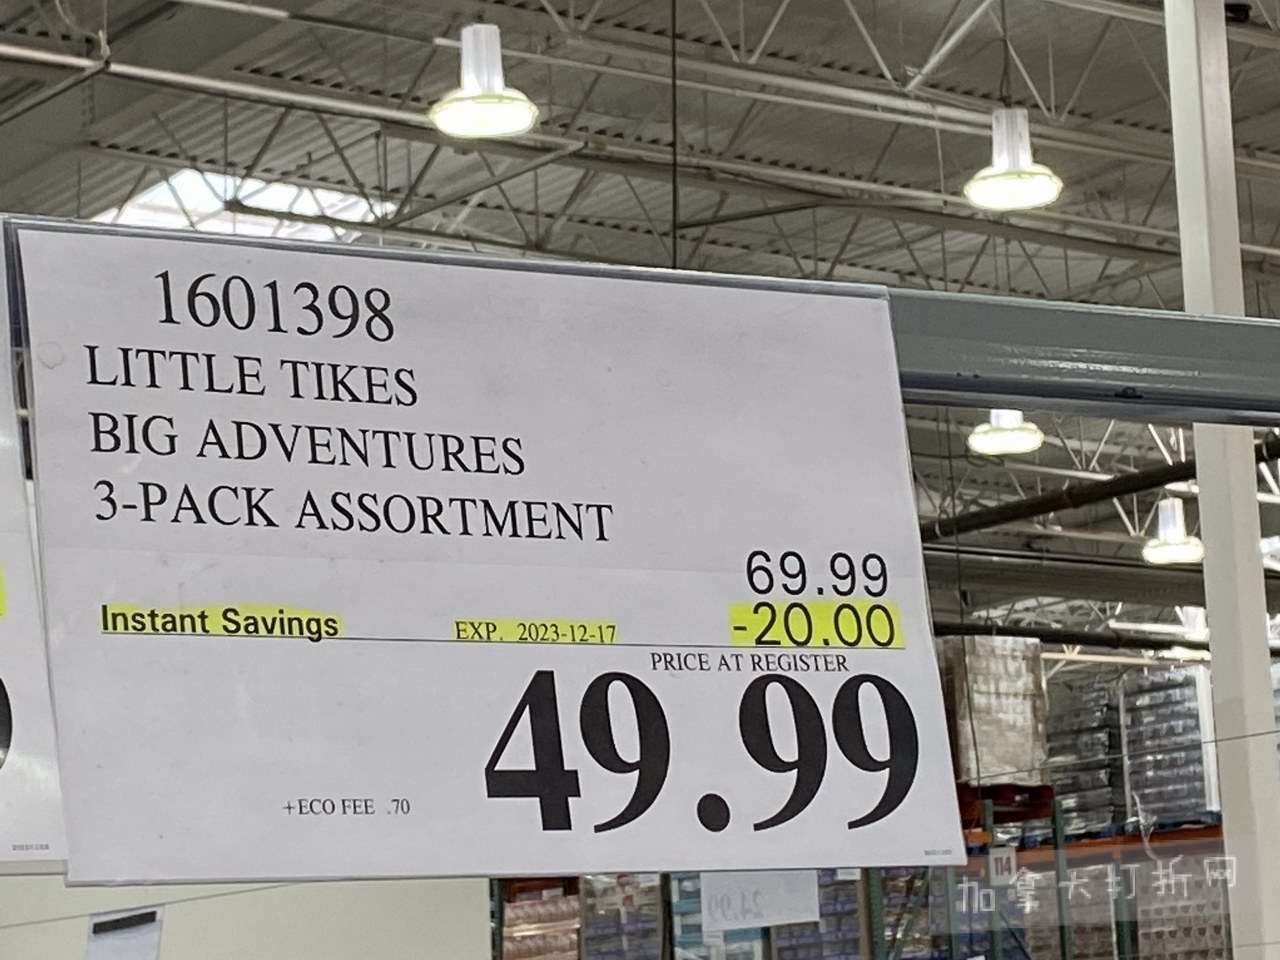 1601398
LITTLE TIKES
BIG ADVENTURES
3-PACK ASSORTMENT
69.99
Instant Savings EXP. 2023-12-17 -20.00
PRICE AT REGISTER
49.99
+ECO FEE .70
114
加拿大打折网